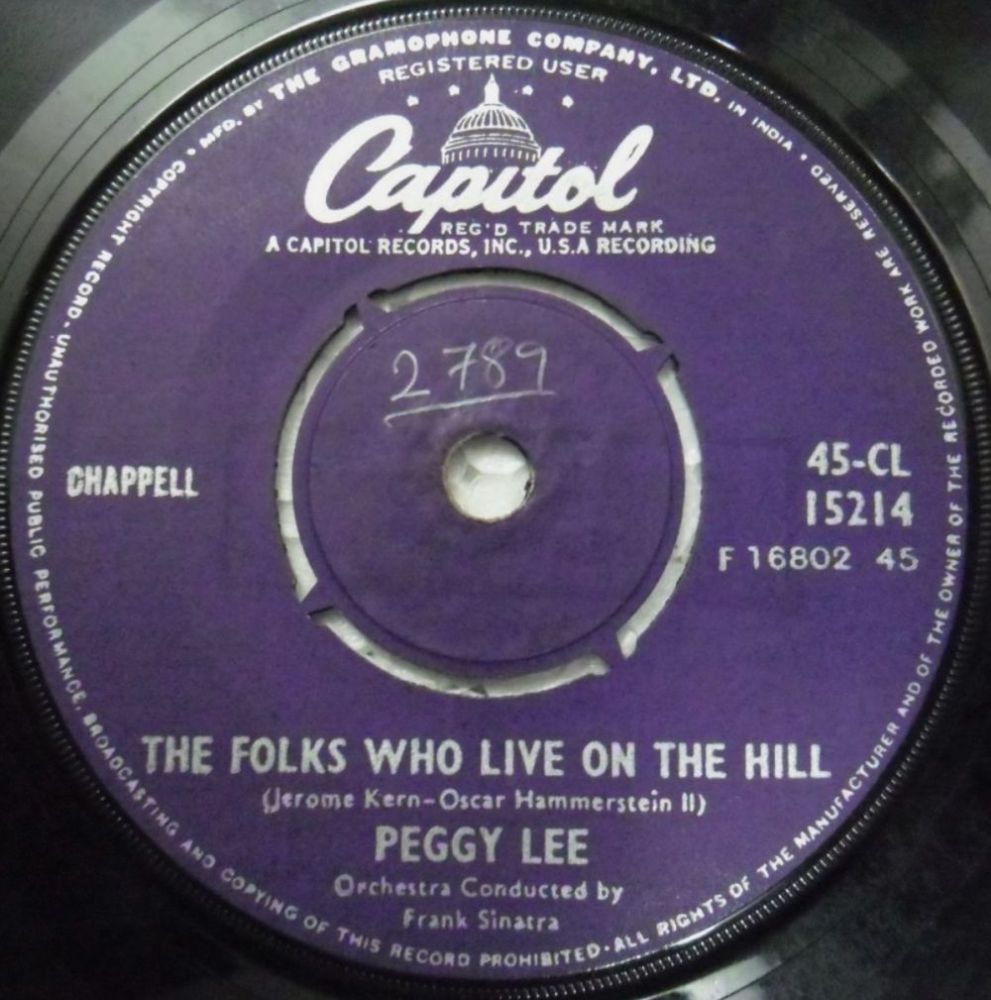 COPYRIGHT RECORD - UNAUTHORISED PUBLIC PERFORMANCE, BROADCASTING AND COPYING OF THIS RECORD PROHIBITED · ALL RIGHTS OF THE MANUFACTURER AND OF THE OWNER OF THE RECORDED WORK ARE RESERVED · MFD. BY THE GRAMOPHONE COMPANY, LTD. IN INDIA ·
REGISTERED USER
Capitol
REG'D TRADE MARK
A CAPITOL RECORDS, INC., U.S.A RECORDING
2789
CHAPPELL
45-CL
15214
F 16802 45
THE FOLKS WHO LIVE ON THE HILL
(Jerome Kern-Oscar Hammerstein II)
PEGGY LEE
Orchestra Conducted by
Frank Sinatra